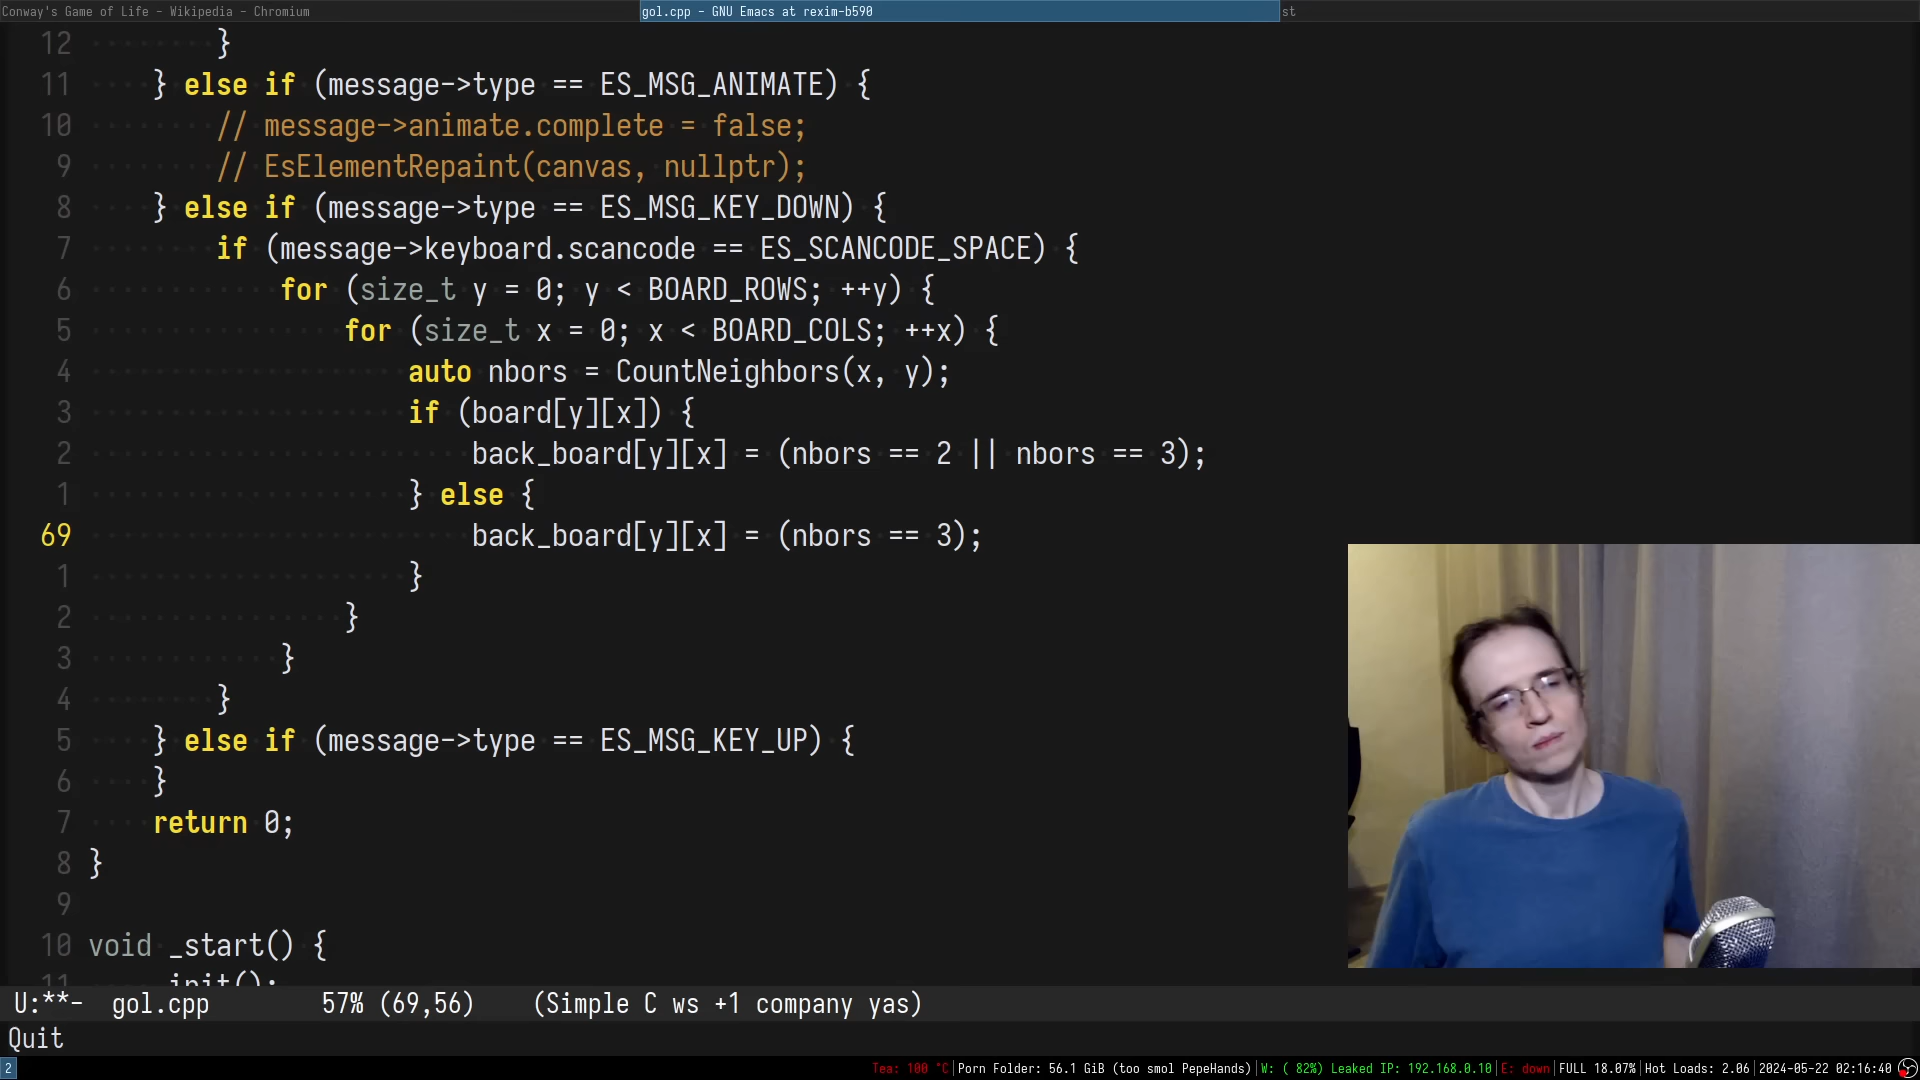 Conway's Game of Life - Wikipedia - Chromium
gol.cpp - GNU Emacs at rexim-b590
st
12 }
11 } else if (message->type == ES_MSG_ANIMATE) {
10 // message->animate.complete = false;
9 // EsElementRepaint(canvas, nullptr);
8 } else if (message->type == ES_MSG_KEY_DOWN) {
7 if (message->keyboard.scancode == ES_SCANCODE_SPACE) {
6 for (size_t y = 0; y < BOARD_ROWS; ++y) {
5 for (size_t x = 0; x < BOARD_COLS; ++x) {
4 auto nbors = CountNeighbors(x, y);
3 if (board[y][x]) {
2 back_board[y][x] = (nbors == 2 || nbors == 3);
1 } else {
69 back_board[y][x] = (nbors == 3);
1 }
2 }
3 }
4 }
5 } else if (message->type == ES_MSG_KEY_UP) {
6 }
7 return 0;
8 }
9
10 void _start() {
11 _init();
U:**- gol.cpp 57% (69,56) (Simple C ws +1 company yas)
Quit
2 Tea: 100 °C|Porn Folder: 56.1 GiB (too smol PepeHands)|W: ( 82%) Leaked IP: 192.168.0.10|E: down|FULL 18.07%|Hot Loads: 2.06|2024-05-22 02:16:40